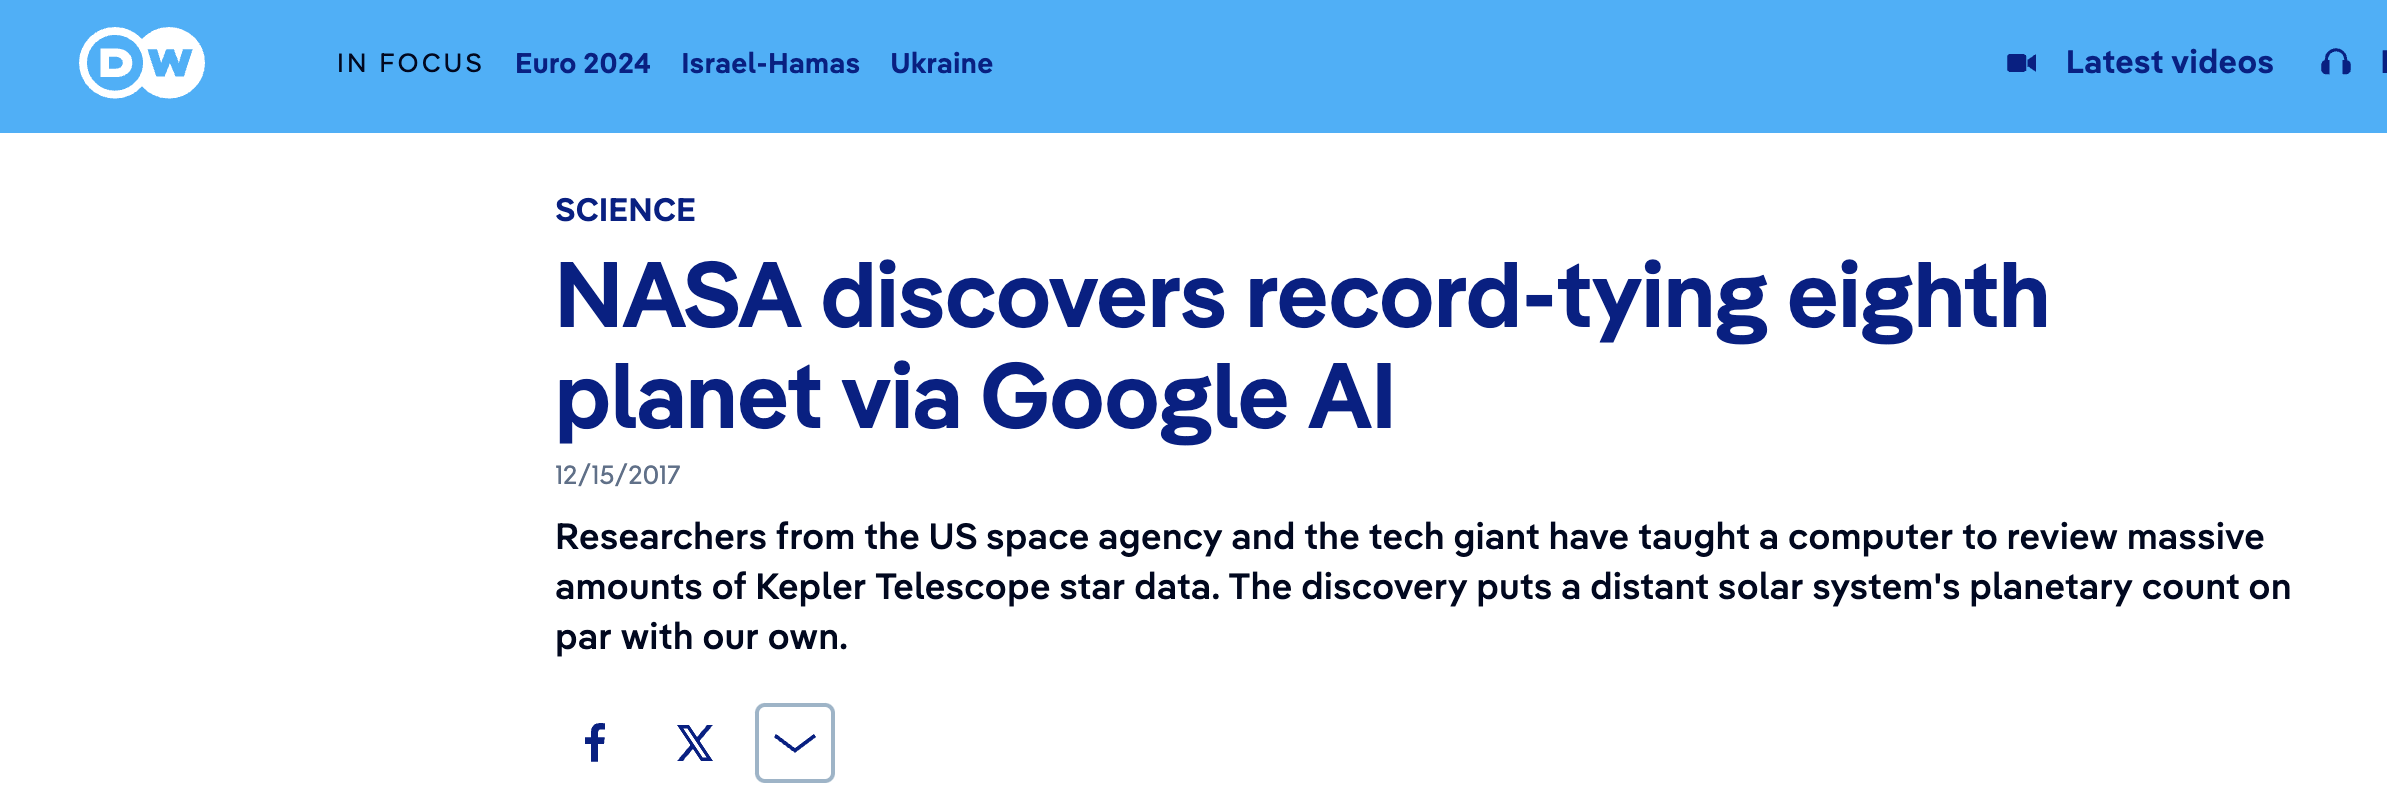 DW
IN FOCUS Euro 2024 Israel-Hamas Ukraine Latest videos
SCIENCE
NASA discovers record-tying eighth
planet via Google AI
12/15/2017
Researchers from the US space agency and the tech giant have taught a computer to review massive
amounts of Kepler Telescope star data. The discovery puts a distant solar system's planetary count on
par with our own.